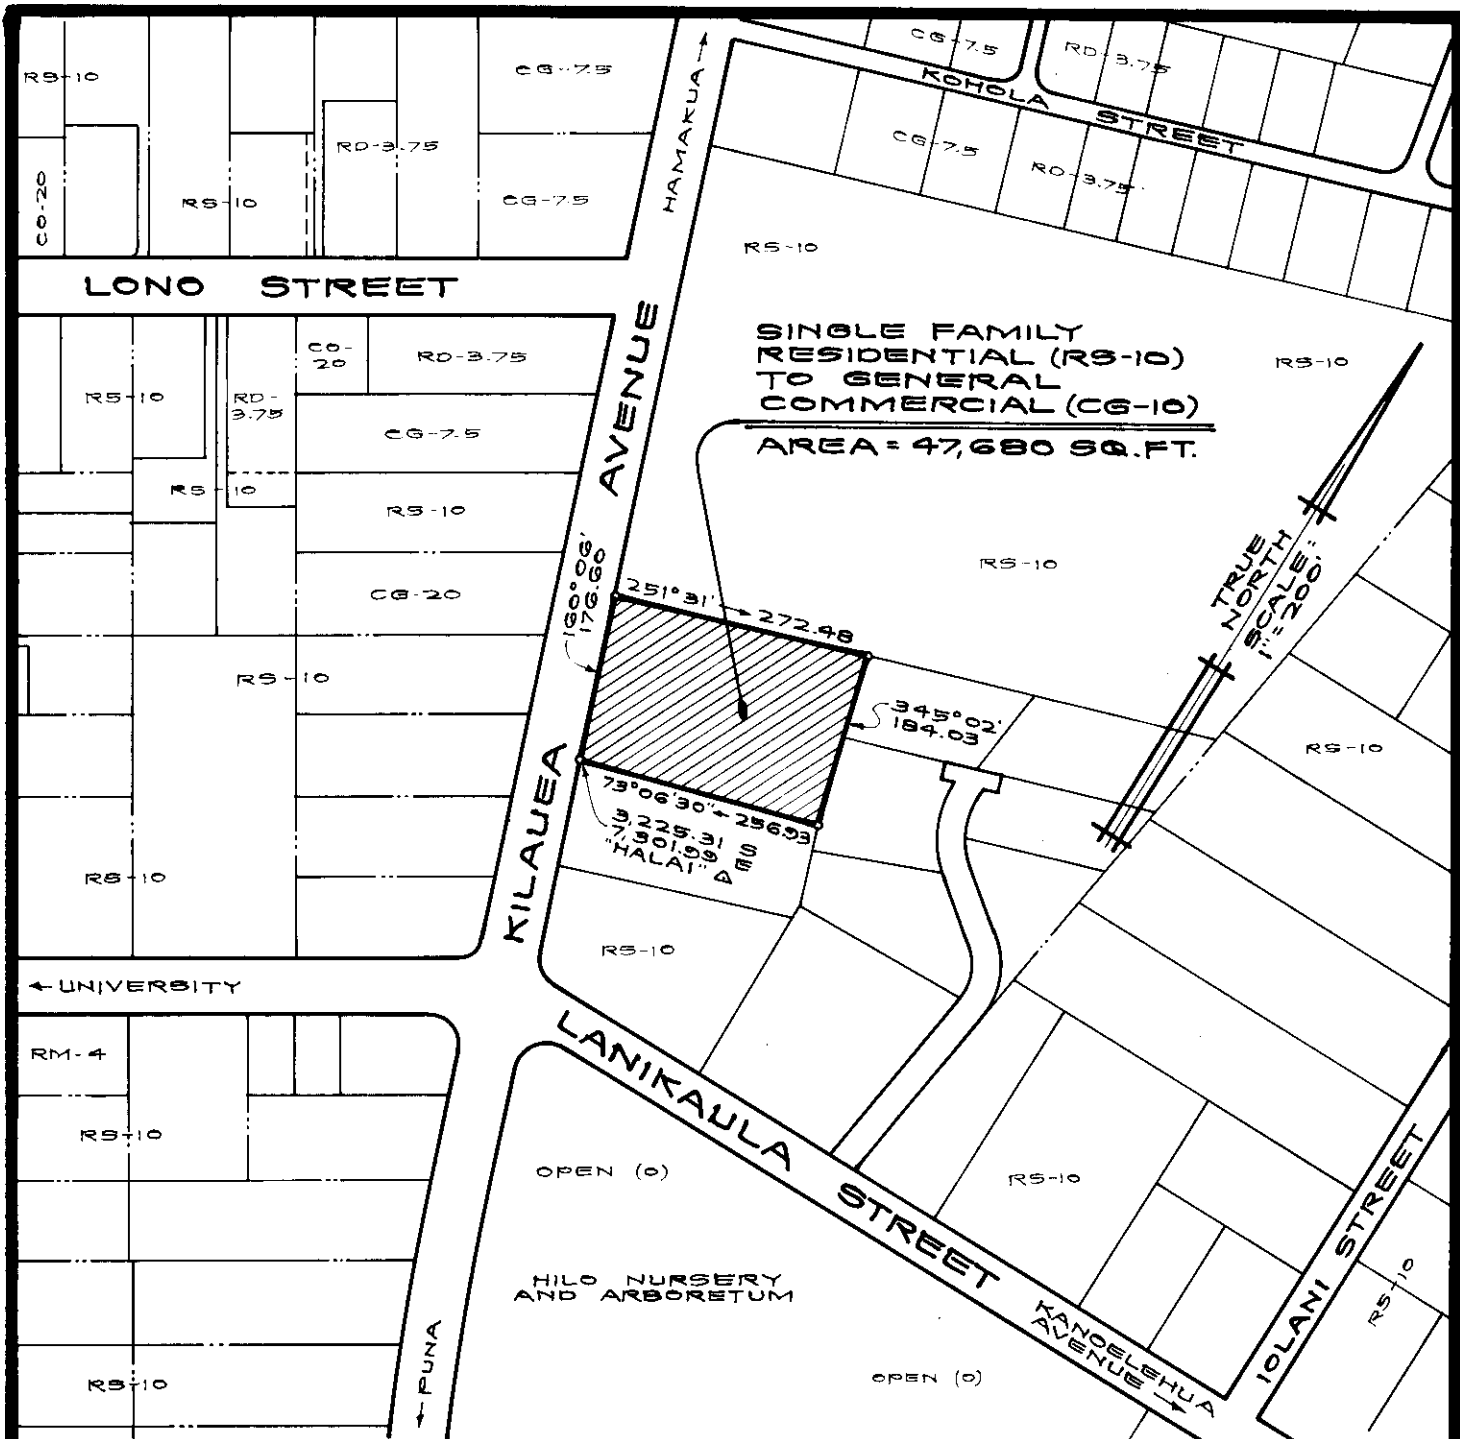 RS-10
CG-7.5
CG-7.5
RD-3.75
KOHOLA STREET
HAMAKUA →
RD-3.75
CG-7.5
RD-3.75
CO-20
RS-10
CG-7.5
RS-10
LONO STREET
SINGLE FAMILY
RESIDENTIAL (RS-10)
TO GENERAL
COMMERCIAL (CG-10)
AREA = 47,680 SQ.FT.
RS-10
CO-
20
RD-3.75
RS-10
RD-
3.75
CG-7.5
RS-10
RS-10
CG-20
RS-10
KILAUEA AVENUE
160°06'
176.60
251°31' → 272.48
RS-10
TRUE
NORTH
SCALE:
1"=200'
345°02'
184.03
RS-10
73°06'30" ← 256.93
3,225.31 S
7,301.99 E
"HALAI" △
RS-10
RS-10
← UNIVERSITY
RM-4
RS-10
LANIKAULA STREET
OPEN (O)
RS-10
HILO NURSERY
AND ARBORETUM
IOLANI STREET
RS-10
KANOELEHUA
AVENUE →
← PUNA
RS-10
OPEN (O)